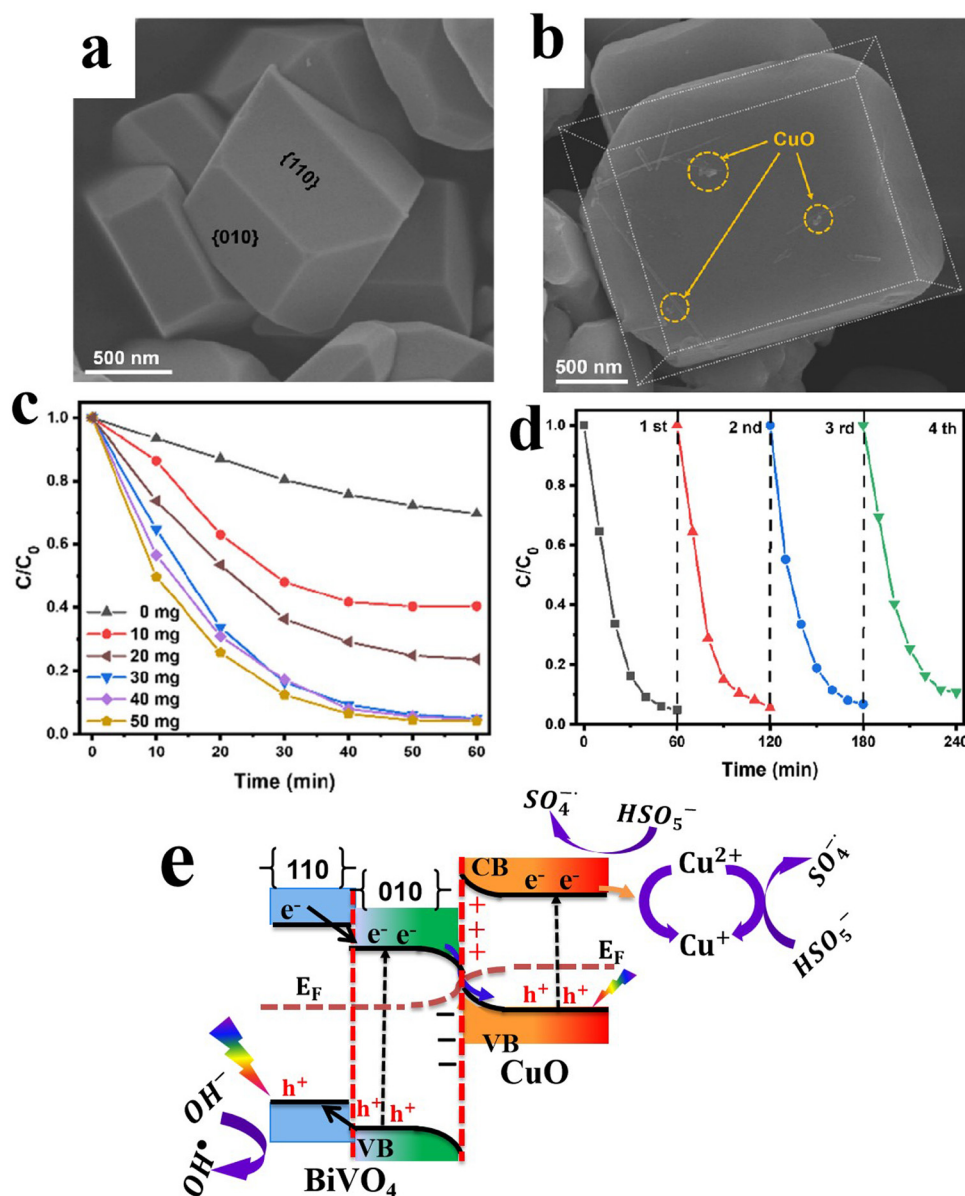 a
{110}
{010}
500 nm
b
CuO
500 nm
c
C/C₀
1.0
0.8
0.6
0.4
0.2
0.0
0 mg
10 mg
20 mg
30 mg
40 mg
50 mg
0 10 20 30 40 50 60
Time (min)
d
C/C₀
1.0
0.8
0.6
0.4
0.2
0.0
1 st 2 nd 3 rd 4 th
0 60 120 180 240
Time (min)
e
{110}
{010}
e⁻
e⁻ e⁻
E_F
h⁺
h⁺ h⁺
VB
BiVO₄
OH⁻
OH•
CB
e⁻ e⁻
+
+
+
−
−
−
E_F
h⁺ h⁺
VB
CuO
SO₄⁻·
HSO₅⁻
Cu²⁺
Cu⁺
SO₄⁻·
HSO₅⁻